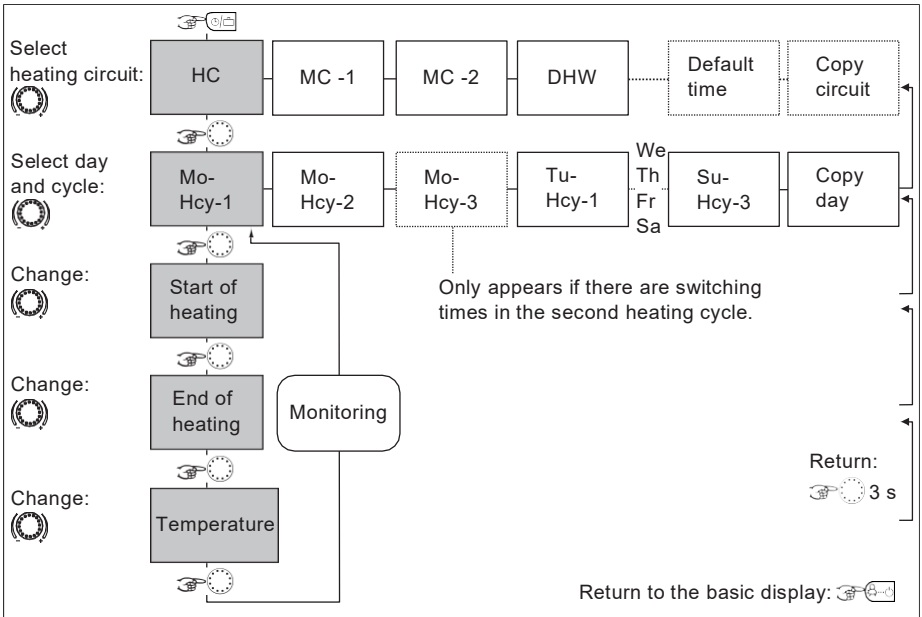 Select
heating circuit:
HC
MC -1
MC -2
DHW
Default
time
Copy
circuit
Select day
and cycle:
Mo-
Hcy-1
Mo-
Hcy-2
Mo-
Hcy-3
Tu-
Hcy-1
We
Th
Fr
Sa
Su-
Hcy-3
Copy
day
Change:
Start of
heating
Only appears if there are switching
times in the second heating cycle.
Change:
End of
heating
Monitoring
Return:
3 s
Change:
Temperature
Return to the basic display: